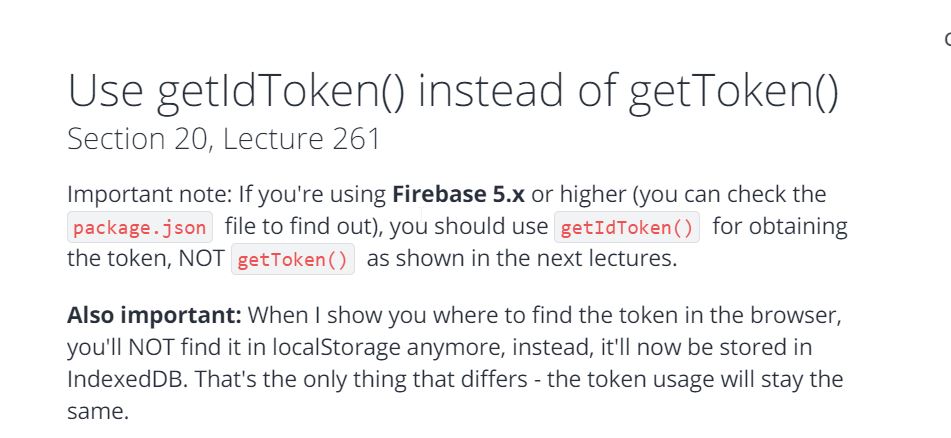 Use getIdToken() instead of getToken()
Section 20, Lecture 261
Important note: If you're using Firebase 5.x or higher (you can check the
package.json file to find out), you should use getIdToken() for obtaining
the token, NOT getToken() as shown in the next lectures.
Also important: When I show you where to find the token in the browser,
you'll NOT find it in localStorage anymore, instead, it'll now be stored in
IndexedDB. That's the only thing that differs - the token usage will stay the
same.